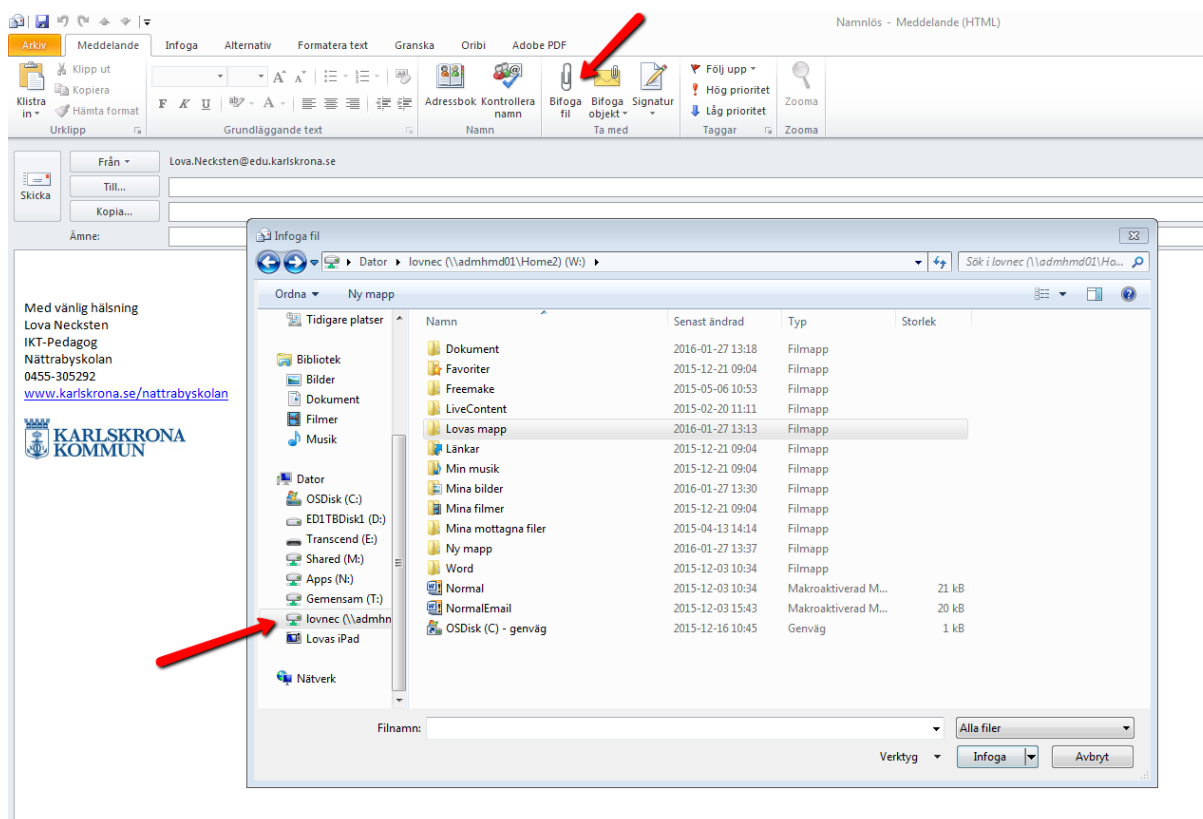 Namnlös - Meddelande (HTML)
Arkiv Meddelande Infoga Alternativ Formatera text Granska Oribi Adobe PDF
Klistra in
Klipp ut
Kopiera
Hämta format
Urklipp
F K U
Grundläggande text
Adressbok
Kontrollera namn
Namn
Bifoga fil
Bifoga objekt
Signatur
Ta med
Följ upp
Hög prioritet
Låg prioritet
Taggar
Zooma
Zooma
Skicka
Från
Lova.Necksten@edu.karlskrona.se
Till...
Kopia...
Ämne:
Med vänlig hälsning
Lova Necksten
IKT-Pedagog
Nättrabyskolan
0455-305292
www.karlskrona.se/nattrabyskolan
KARLSKRONA
KOMMUN
Infoga fil
Dator lovnec (\\admhmd01\Home2) (W:)
Sök i lovnec (\\admhmd01\Ho...
Ordna Ny mapp
Tidigare platser
Bibliotek
Bilder
Dokument
Filmer
Musik
Dator
OSDisk (C:)
ED1TBDisk1 (D:)
Transcend (E:)
Shared (M:)
Apps (N:)
Gemensam (T:)
lovnec (\\admhn
Lovas iPad
Nätverk
Namn Senast ändrad Typ Storlek
Dokument 2016-01-27 13:18 Filmapp
Favoriter 2015-12-21 09:04 Filmapp
Freemake 2015-05-06 10:53 Filmapp
LiveContent 2015-02-20 11:11 Filmapp
Lovas mapp 2016-01-27 13:13 Filmapp
Länkar 2015-12-21 09:04 Filmapp
Min musik 2015-12-21 09:04 Filmapp
Mina bilder 2016-01-27 13:30 Filmapp
Mina filmer 2015-12-21 09:04 Filmapp
Mina mottagna filer 2015-04-13 14:14 Filmapp
Ny mapp 2016-01-27 13:37 Filmapp
Word 2015-12-03 10:34 Filmapp
Normal 2015-12-03 10:34 Makroaktiverad M... 21 kB
NormalEmail 2015-12-03 15:43 Makroaktiverad M... 20 kB
OSDisk (C) - genväg 2015-12-16 10:45 Genväg 1 kB
Filnamn:
Alla filer
Verktyg Infoga Avbryt